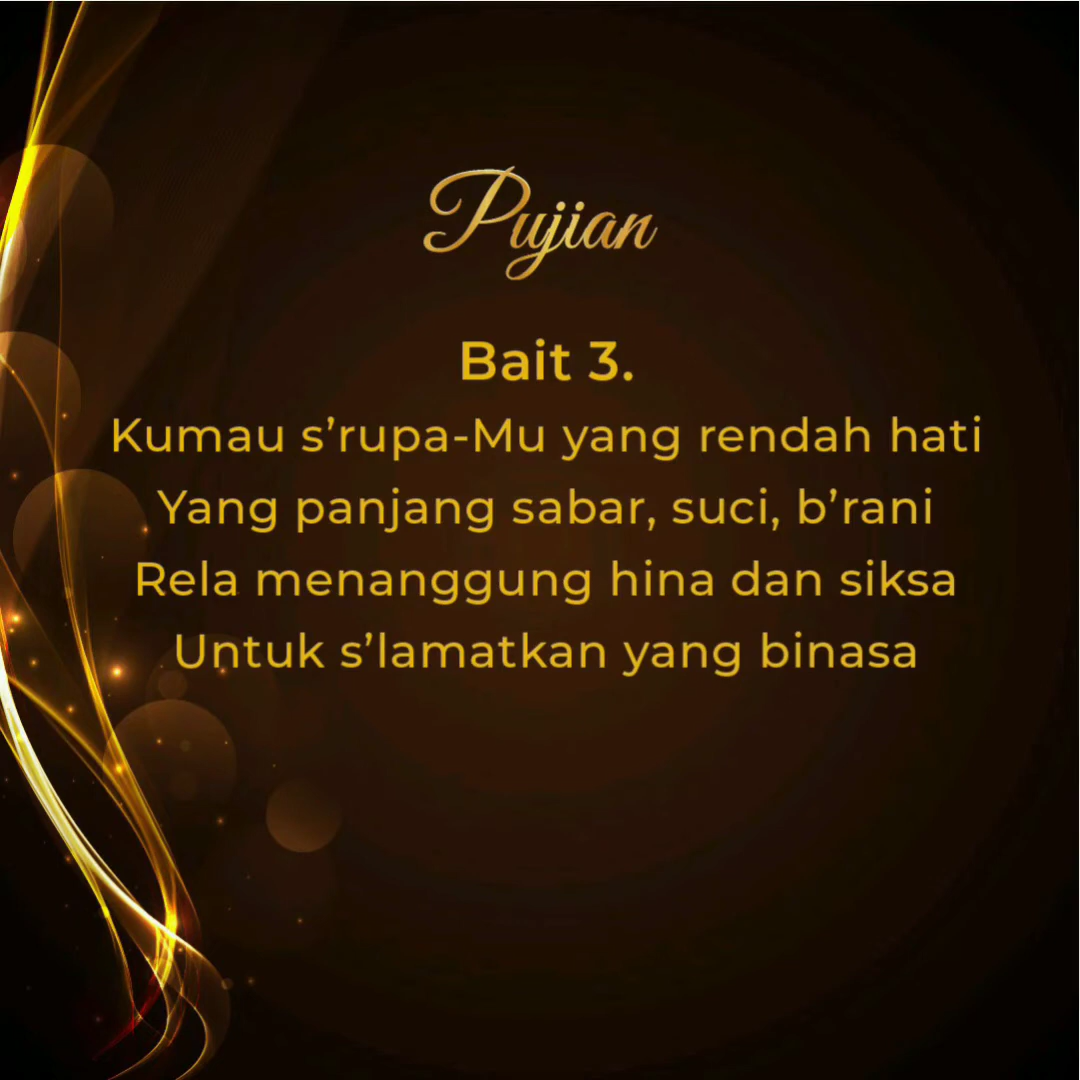 Pujian
Bait 3.
Kumau s’rupa-Mu yang rendah hati
Yang panjang sabar, suci, b’rani
Rela menanggung hina dan siksa
Untuk s’lamatkan yang binasa